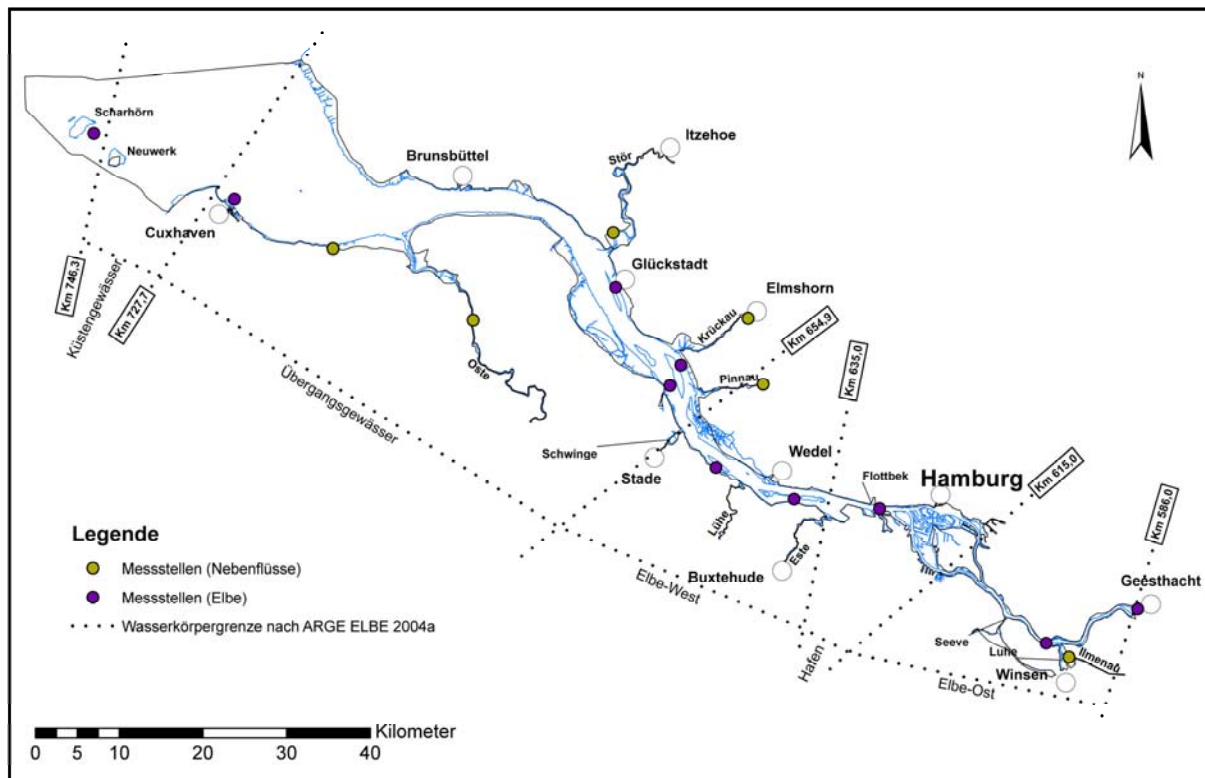 N
Scharhörn
Neuwerk
Brunsbüttel
Itzehoe
Stör
Cuxhaven
Glückstadt
Elmshorn
Krückau
Km 746,3
Küstengewässer
Km 727,7
Km 654,9
Km 635,0
Pinnau
Oste
Übergangsgewässer
Schwinge
Stade
Wedel
Flottbek
Hamburg
Km 615,0
Km 586,0
Lühe
Este
Buxtehude
Elbe-West
Geesthacht
Seeve
Luhe
Ilmenau
Winsen
Hafen
Elbe-Ost
Legende
Messstellen (Nebenflüsse)
Messstellen (Elbe)
Wasserkörpergrenze nach ARGE ELBE 2004a
Kilometer
0 5 10 20 30 40